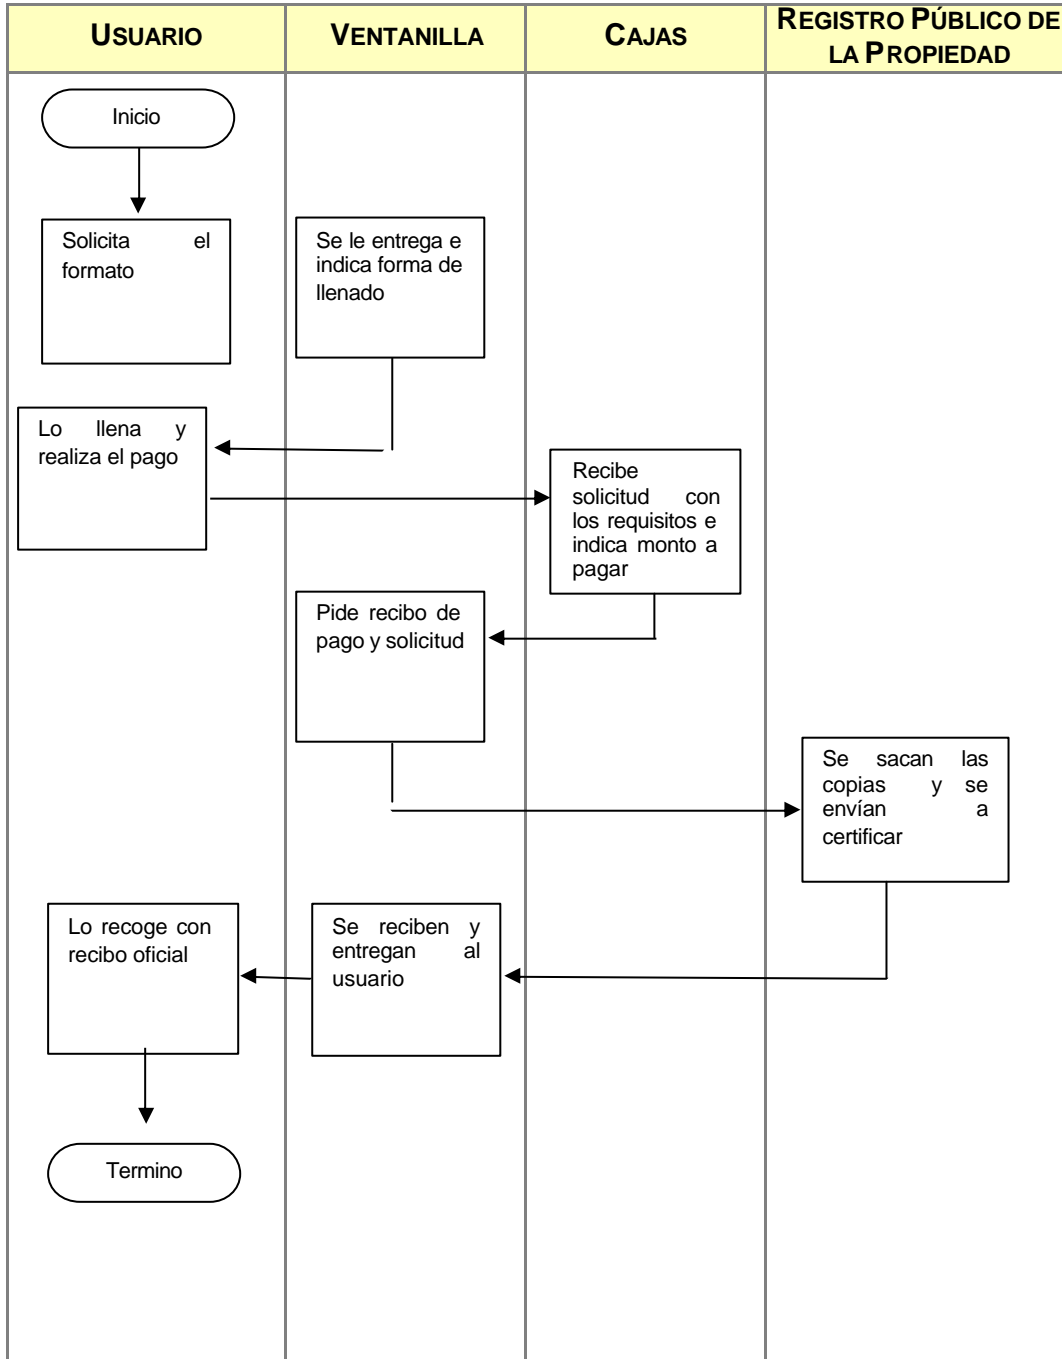 USUARIO
VENTANILLA
CAJAS
REGISTRO PÚBLICO DE
LA PROPIEDAD
Inicio
Solicita el
formato
Se le entrega e
indica forma de
llenado
Lo llena y
realiza el pago
Recibe
solicitud con
los requisitos e
indica monto a
pagar
Pide recibo de
pago y solicitud
Se sacan las
copias y se
envían a
certificar
Lo recoge con
recibo oficial
Se reciben y
entregan al
usuario
Termino